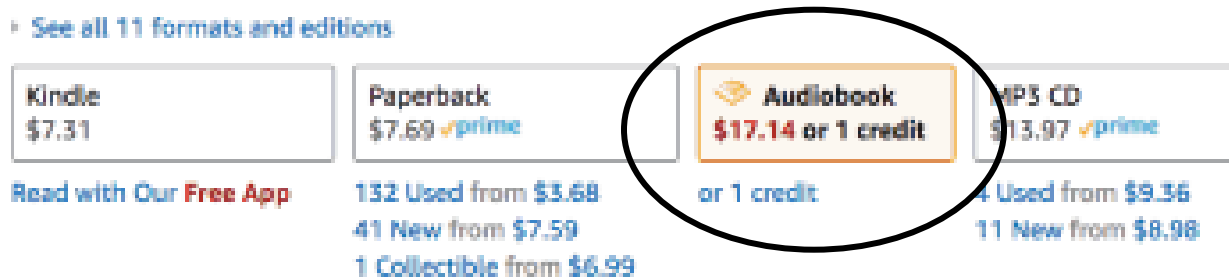 See all 11 formats and editions
Kindle
$7.31
Read with Our Free App
Paperback
$7.69 prime
132 Used from $3.68
41 New from $7.59
1 Collectible from $6.99
Audiobook
$17.14 or 1 credit
or 1 credit
MP3 CD
$13.97 prime
4 Used from $9.36
11 New from $8.98